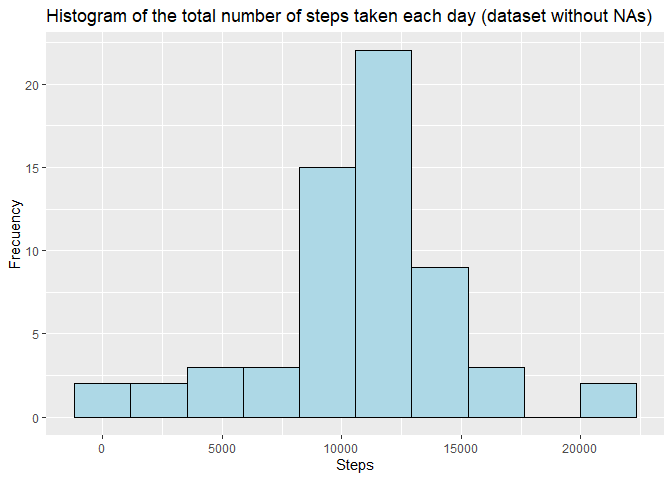 Histogram of the total number of steps taken each day (dataset without NAs)
20
15
10
5
0
Frecuency
0 5000 10000 15000 20000
Steps